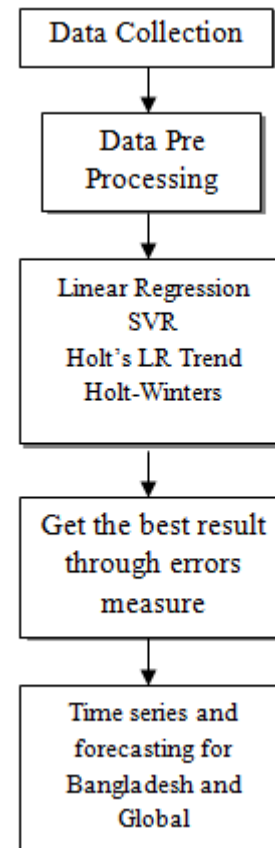 Data Collection
Data Pre
Processing
Linear Regression
SVR
Holt's LR Trend
Holt-Winters
Get the best result
through errors
measure
Time series and
forecasting for
Bangladesh and
Global